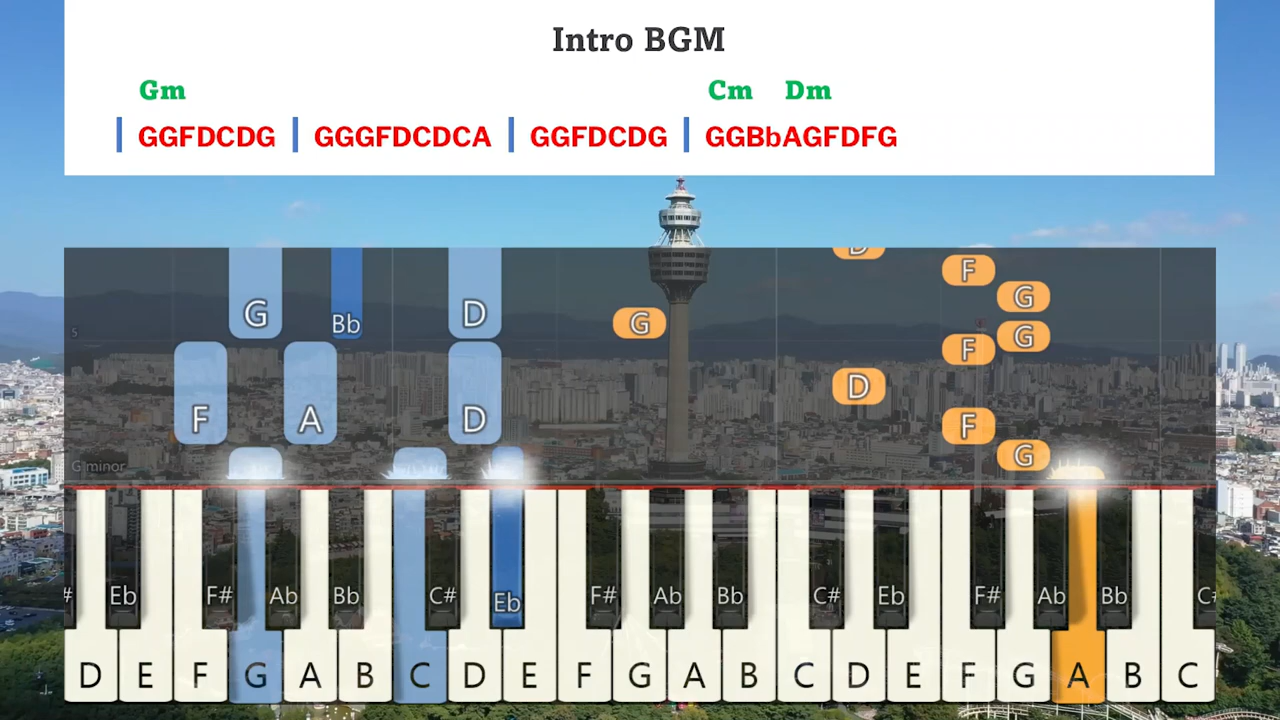 Intro BGM
Gm Cm Dm
GGFDCDG GGGFDCDCA GGFDCDG GGBbAGFDFG
D F
G
G Bb D G G
5
F
F A D D
F
G minor G
# Eb F# Ab Bb C# Eb F# Ab Bb C# Eb F# Ab Bb C#
D E F G A B C D E F G A B C D E F G A B C